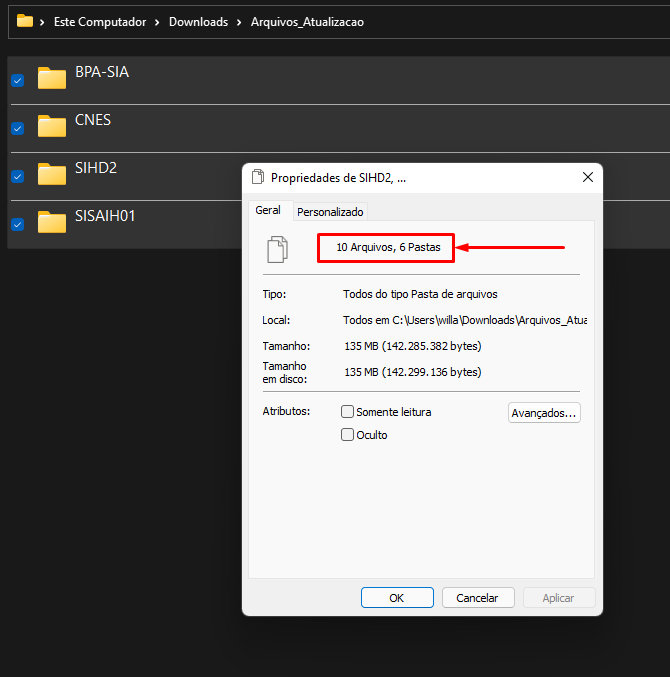 Este Computador > Downloads > Arquivos_Atualizacao
BPA-SIA
CNES
SIHD2
SISAIH01
Propriedades de SIHD2, ...
Geral
Personalizado
10 Arquivos, 6 Pastas
Tipo: Todos do tipo Pasta de arquivos
Local: Todos em C:\Users\willa\Downloads\Arquivos_Atua
Tamanho: 135 MB (142.285.382 bytes)
Tamanho
em disco: 135 MB (142.299.136 bytes)
Atributos: Somente leitura Avançados...
Oculto
OK Cancelar Aplicar